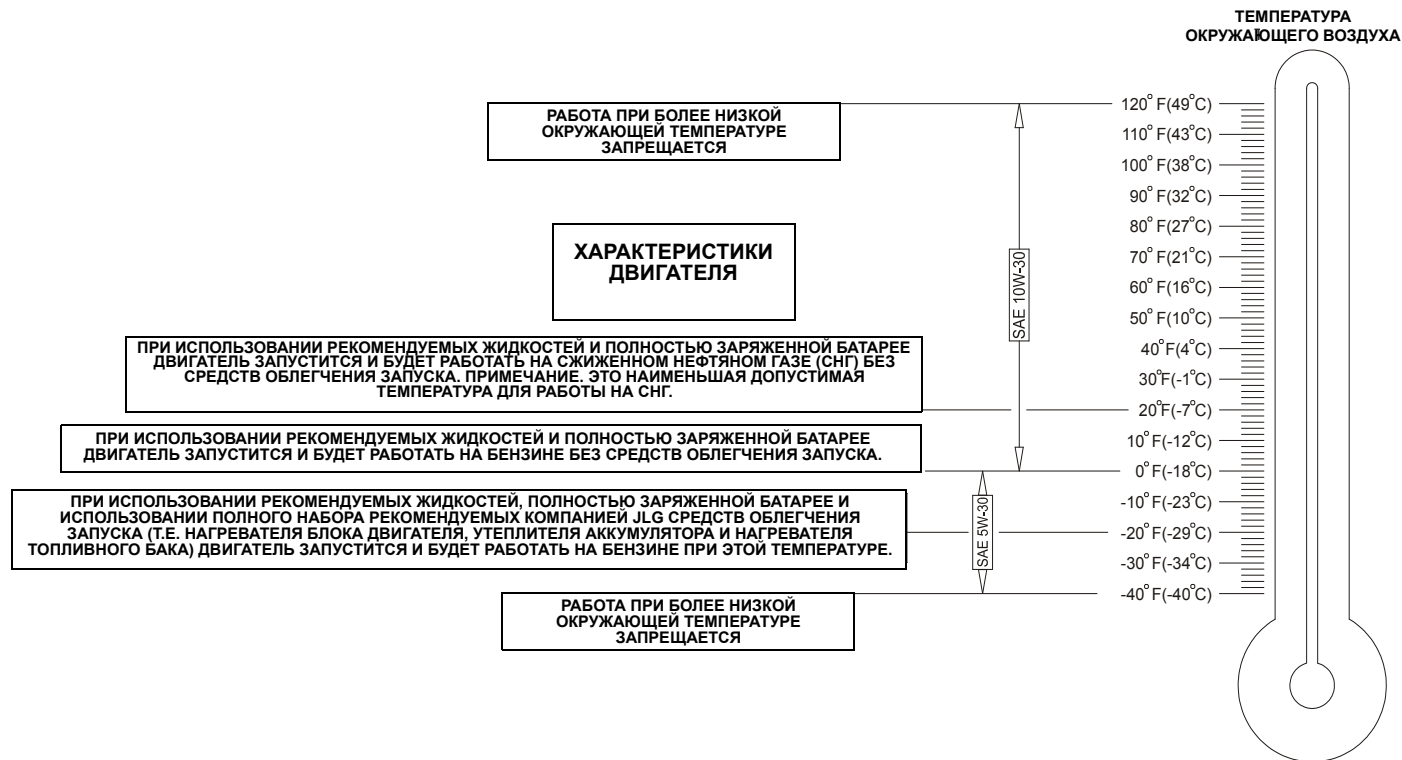 ТЕМПЕРАТУРА
ОКРУЖАЮЩЕГО ВОЗДУХА
РАБОТА ПРИ БОЛЕЕ НИЗКОЙ
ОКРУЖАЮЩЕЙ ТЕМПЕРАТУРЕ
ЗАПРЕЩАЕТСЯ
120° F(49°C)
110° F(43°C)
100° F(38°C)
90° F(32°C)
80° F(27°C)
70° F(21°C)
60° F(16°C)
50° F(10°C)
40°F(4°C)
30°F(-1°C)
20°F(-7°C)
10° F(-12°C)
0° F(-18°C)
-10° F(-23°C)
-20° F(-29°C)
-30° F(-34°C)
-40° F(-40°C)
SAE 10W-30
ХАРАКТЕРИСТИКИ
ДВИГАТЕЛЯ
ПРИ ИСПОЛЬЗОВАНИИ РЕКОМЕНДУЕМЫХ ЖИДКОСТЕЙ И ПОЛНОСТЬЮ ЗАРЯЖЕННОЙ БАТАРЕЕ
ДВИГАТЕЛЬ ЗАПУСТИТСЯ И БУДЕТ РАБОТАТЬ НА СЖИЖЕННОМ НЕФТЯНОМ ГАЗЕ (СНГ) БЕЗ
СРЕДСТВ ОБЛЕГЧЕНИЯ ЗАПУСКА. ПРИМЕЧАНИЕ. ЭТО НАИМЕНЬШАЯ ДОПУСТИМАЯ
ТЕМПЕРАТУРА ДЛЯ РАБОТЫ НА СНГ.
ПРИ ИСПОЛЬЗОВАНИИ РЕКОМЕНДУЕМЫХ ЖИДКОСТЕЙ И ПОЛНОСТЬЮ ЗАРЯЖЕННОЙ БАТАРЕЕ
ДВИГАТЕЛЬ ЗАПУСТИТСЯ И БУДЕТ РАБОТАТЬ НА БЕНЗИНЕ БЕЗ СРЕДСТВ ОБЛЕГЧЕНИЯ ЗАПУСКА.
ПРИ ИСПОЛЬЗОВАНИИ РЕКОМЕНДУЕМЫХ ЖИДКОСТЕЙ, ПОЛНОСТЬЮ ЗАРЯЖЕННОЙ БАТАРЕЕ И
ИСПОЛЬЗОВАНИИ ПОЛНОГО НАБОРА РЕКОМЕНДУЕМЫХ КОМПАНИЕЙ JLG СРЕДСТВ ОБЛЕГЧЕНИЯ
ЗАПУСКА (Т.Е. НАГРЕВАТЕЛЯ БЛОКА ДВИГАТЕЛЯ, УТЕПЛИТЕЛЯ АККУМУЛЯТОРА И НАГРЕВАТЕЛЯ
ТОПЛИВНОГО БАКА) ДВИГАТЕЛЬ ЗАПУСТИТСЯ И БУДЕТ РАБОТАТЬ НА БЕНЗИНЕ ПРИ ЭТОЙ ТЕМПЕРАТУРЕ.
SAE 5W-30
РАБОТА ПРИ БОЛЕЕ НИЗКОЙ
ОКРУЖАЮЩЕЙ ТЕМПЕРАТУРЕ
ЗАПРЕЩАЕТСЯ